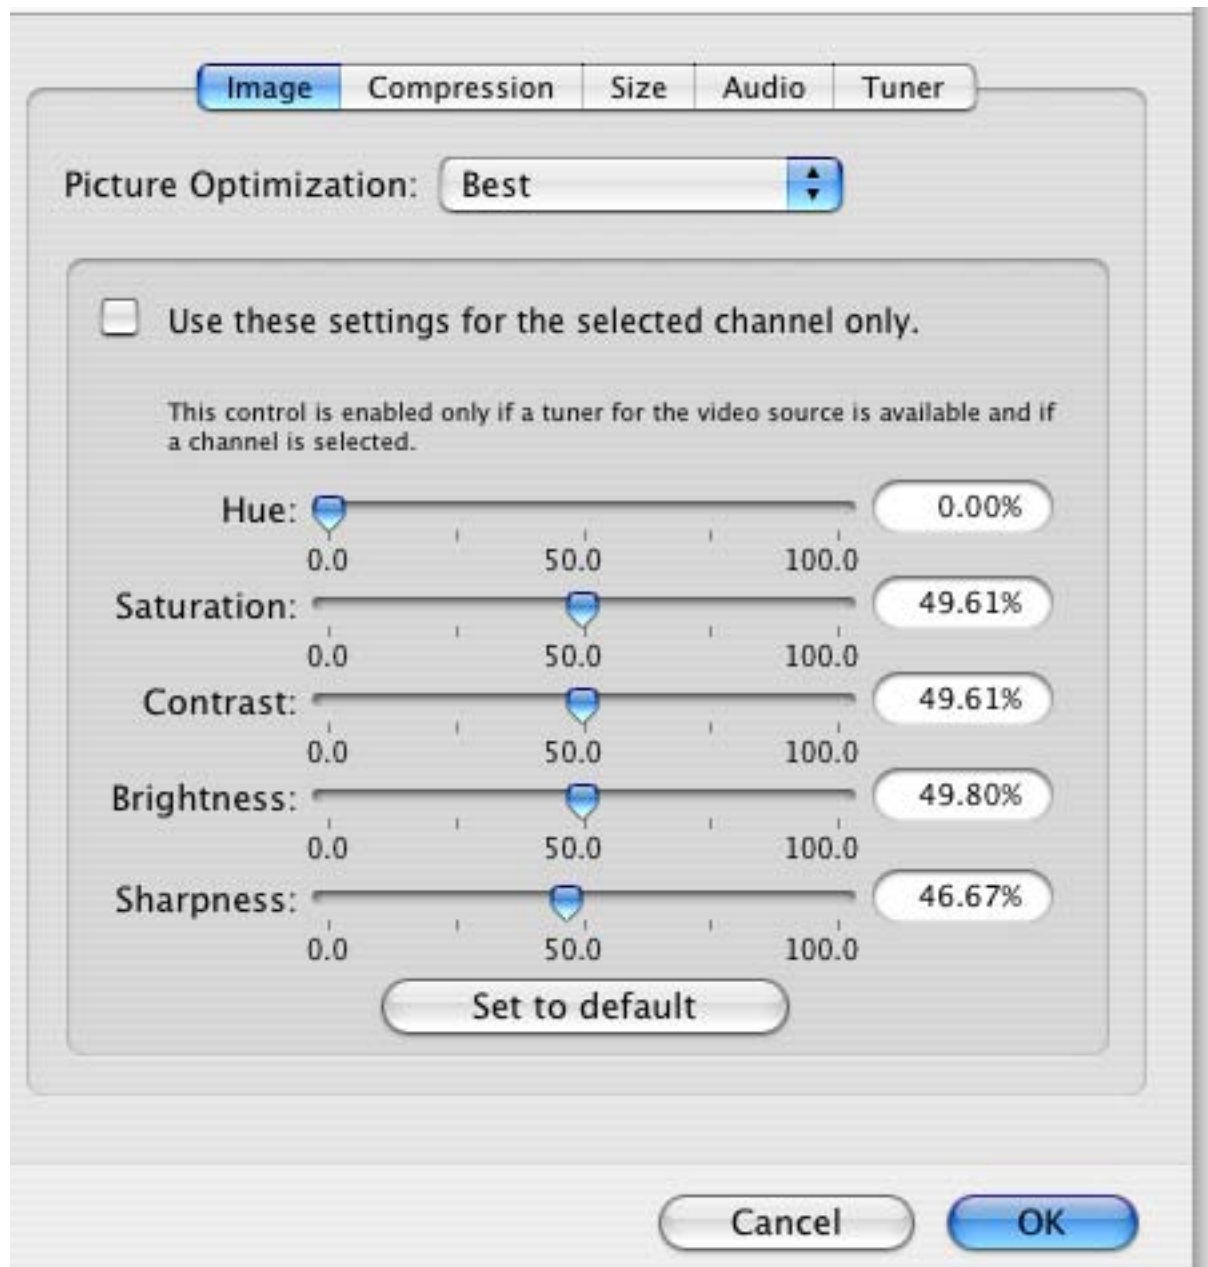 Image Compression Size Audio Tuner
Picture Optimization: Best
Use these settings for the selected channel only.
This control is enabled only if a tuner for the video source is available and if
a channel is selected.
Hue: 0.00%
0.0 50.0 100.0
Saturation: 49.61%
0.0 50.0 100.0
Contrast: 49.61%
0.0 50.0 100.0
Brightness: 49.80%
0.0 50.0 100.0
Sharpness: 46.67%
0.0 50.0 100.0
Set to default
Cancel OK